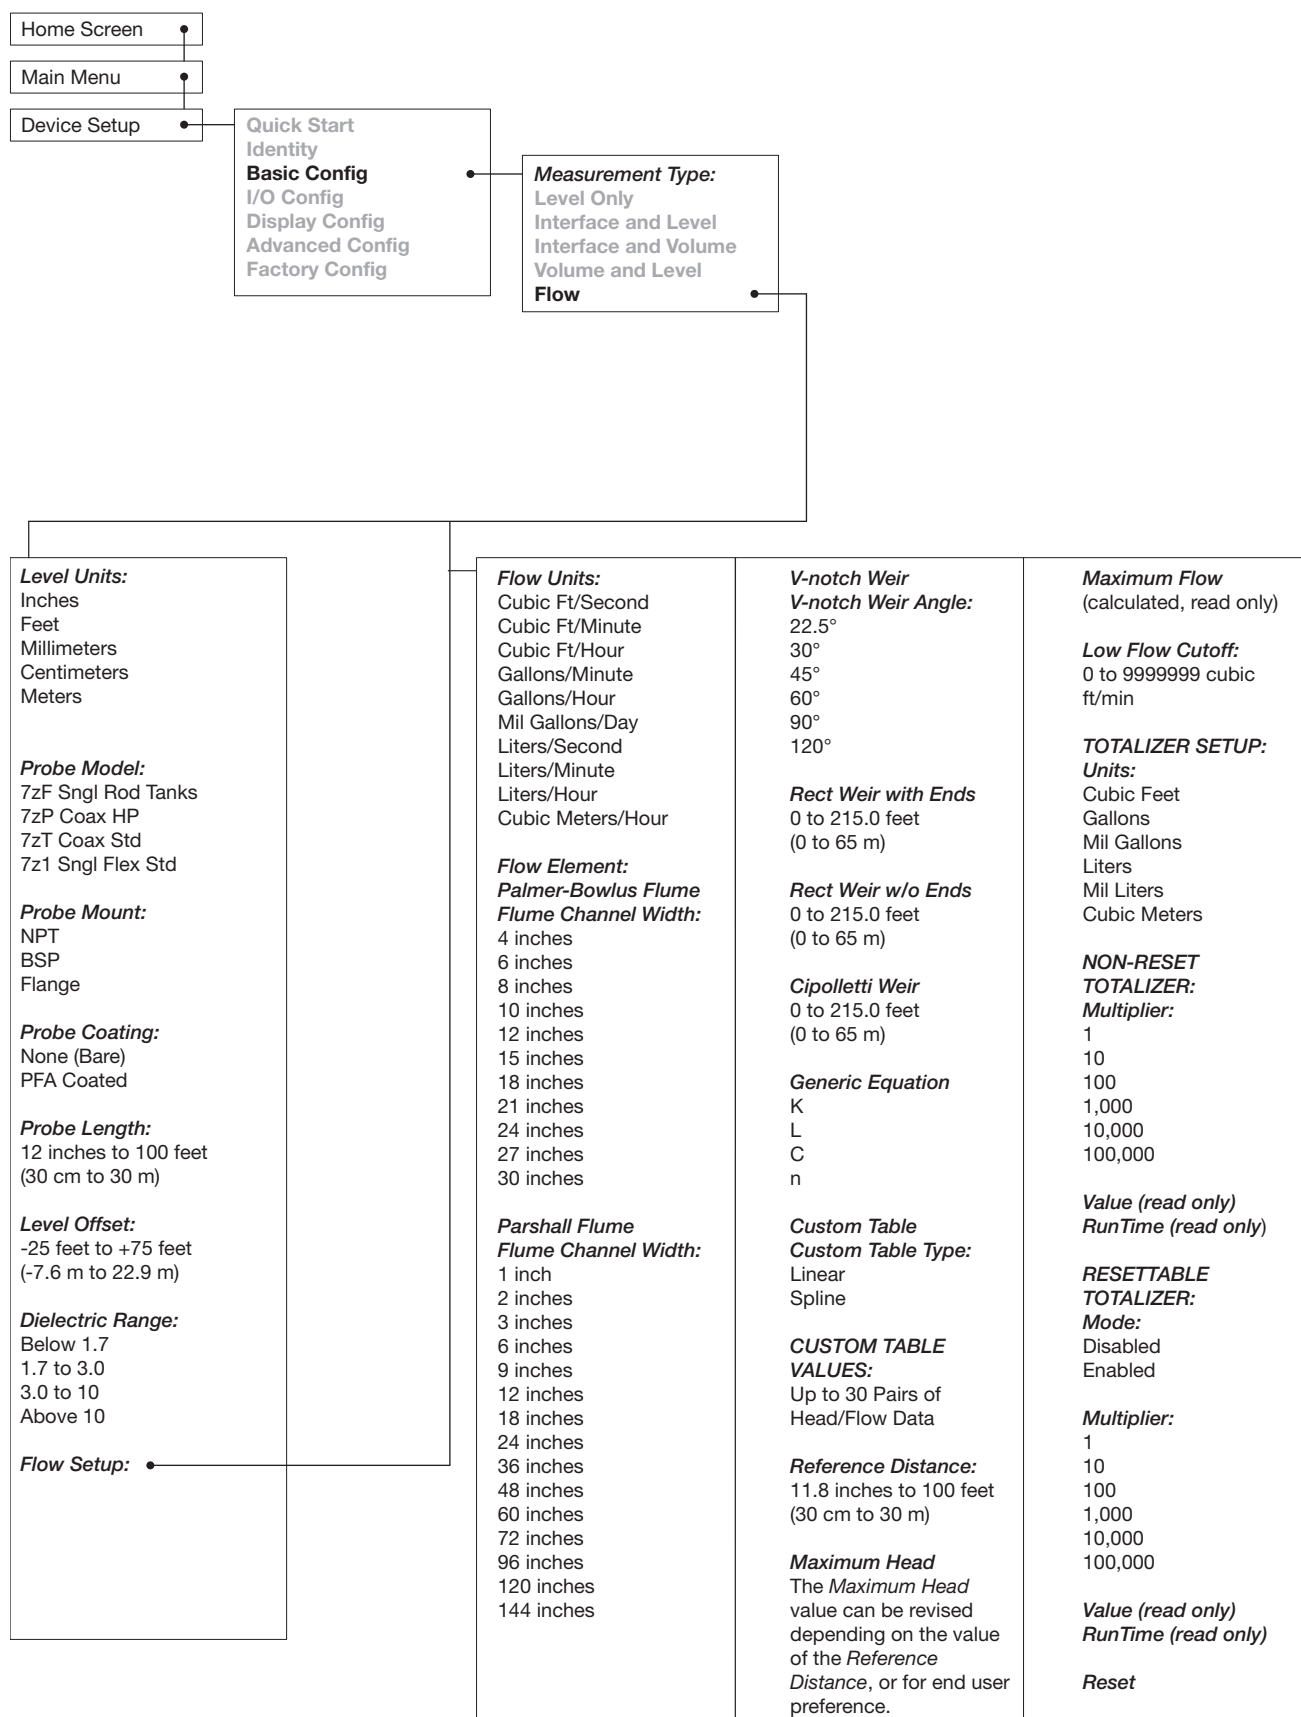 Home Screen
Main Menu
Device Setup
Quick Start
Identity
Basic Config
I/O Config
Display Config
Advanced Config
Factory Config
Measurement Type:
Level Only
Interface and Level
Interface and Volume
Volume and Level
Flow
Level Units:
Inches
Feet
Millimeters
Centimeters
Meters
Probe Model:
7zF Sngl Rod Tanks
7zP Coax HP
7zT Coax Std
7z1 Sngl Flex Std
Probe Mount:
NPT
BSP
Flange
Probe Coating:
None (Bare)
PFA Coated
Probe Length:
12 inches to 100 feet
(30 cm to 30 m)
Level Offset:
-25 feet to +75 feet
(-7.6 m to 22.9 m)
Dielectric Range:
Below 1.7
1.7 to 3.0
3.0 to 10
Above 10
Flow Setup:
Flow Units:
Cubic Ft/Second
Cubic Ft/Minute
Cubic Ft/Hour
Gallons/Minute
Gallons/Hour
Mil Gallons/Day
Liters/Second
Liters/Minute
Liters/Hour
Cubic Meters/Hour
Flow Element:
Palmer-Bowlus Flume
Flume Channel Width:
4 inches
6 inches
8 inches
10 inches
12 inches
15 inches
18 inches
21 inches
24 inches
27 inches
30 inches
Parshall Flume
Flume Channel Width:
1 inch
2 inches
3 inches
6 inches
9 inches
12 inches
18 inches
24 inches
36 inches
48 inches
60 inches
72 inches
96 inches
120 inches
144 inches
V-notch Weir
V-notch Weir Angle:
22.5°
30°
45°
60°
90°
120°
Rect Weir with Ends
0 to 215.0 feet
(0 to 65 m)
Rect Weir w/o Ends
0 to 215.0 feet
(0 to 65 m)
Cipolletti Weir
0 to 215.0 feet
(0 to 65 m)
Generic Equation
K
L
C
n
Custom Table
Custom Table Type:
Linear
Spline
CUSTOM TABLE
VALUES:
Up to 30 Pairs of
Head/Flow Data
Reference Distance:
11.8 inches to 100 feet
(30 cm to 30 m)
Maximum Head
The Maximum Head
value can be revised
depending on the value
of the Reference
Distance, or for end user
preference.
Maximum Flow
(calculated, read only)
Low Flow Cutoff:
0 to 9999999 cubic
ft/min
TOTALIZER SETUP:
Units:
Cubic Feet
Gallons
Mil Gallons
Liters
Mil Liters
Cubic Meters
NON-RESET
TOTALIZER:
Multiplier:
1
10
100
1,000
10,000
100,000
Value (read only)
RunTime (read only)
RESETTABLE
TOTALIZER:
Mode:
Disabled
Enabled
Multiplier:
1
10
100
1,000
10,000
100,000
Value (read only)
RunTime (read only)
Reset